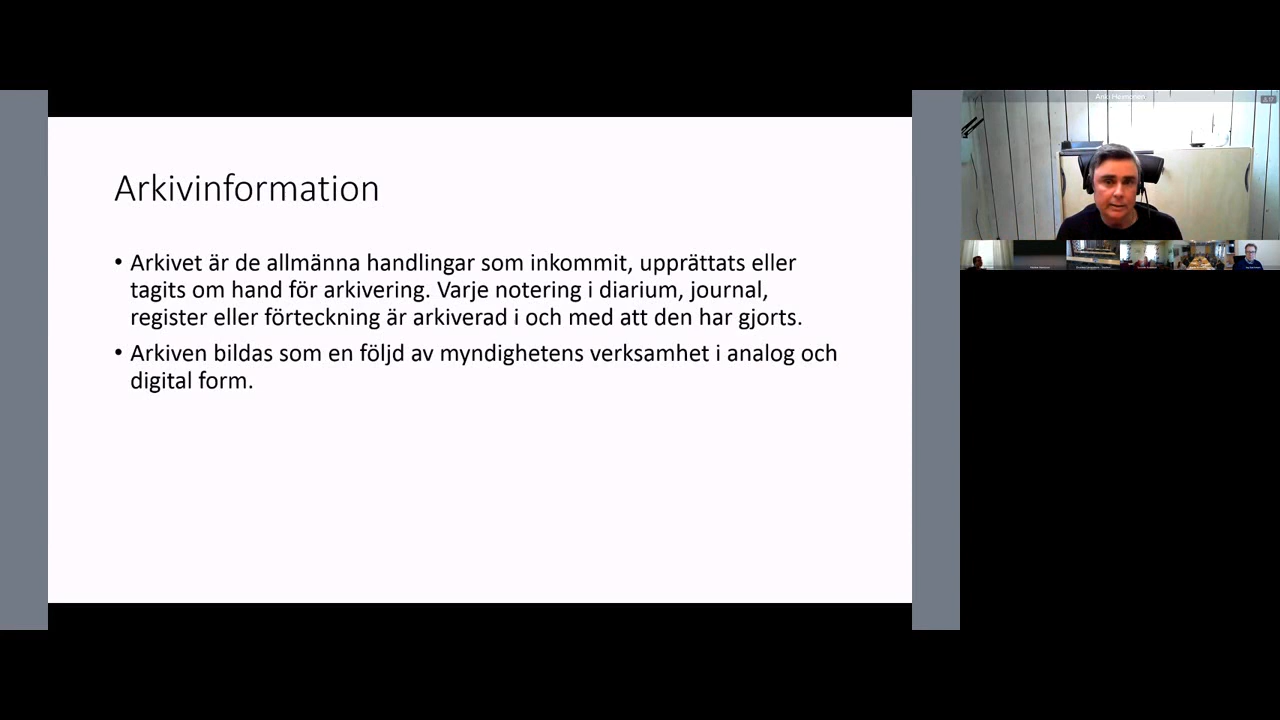 Arkivinformation
• Arkivet är de allmänna handlingar som inkommit, upprättats eller
tagits om hand för arkivering. Varje notering i diarium, journal,
register eller förteckning är arkiverad i och med att den har gjorts.
• Arkiven bildas som en följd av myndighetens verksamhet i analog och
digital form.